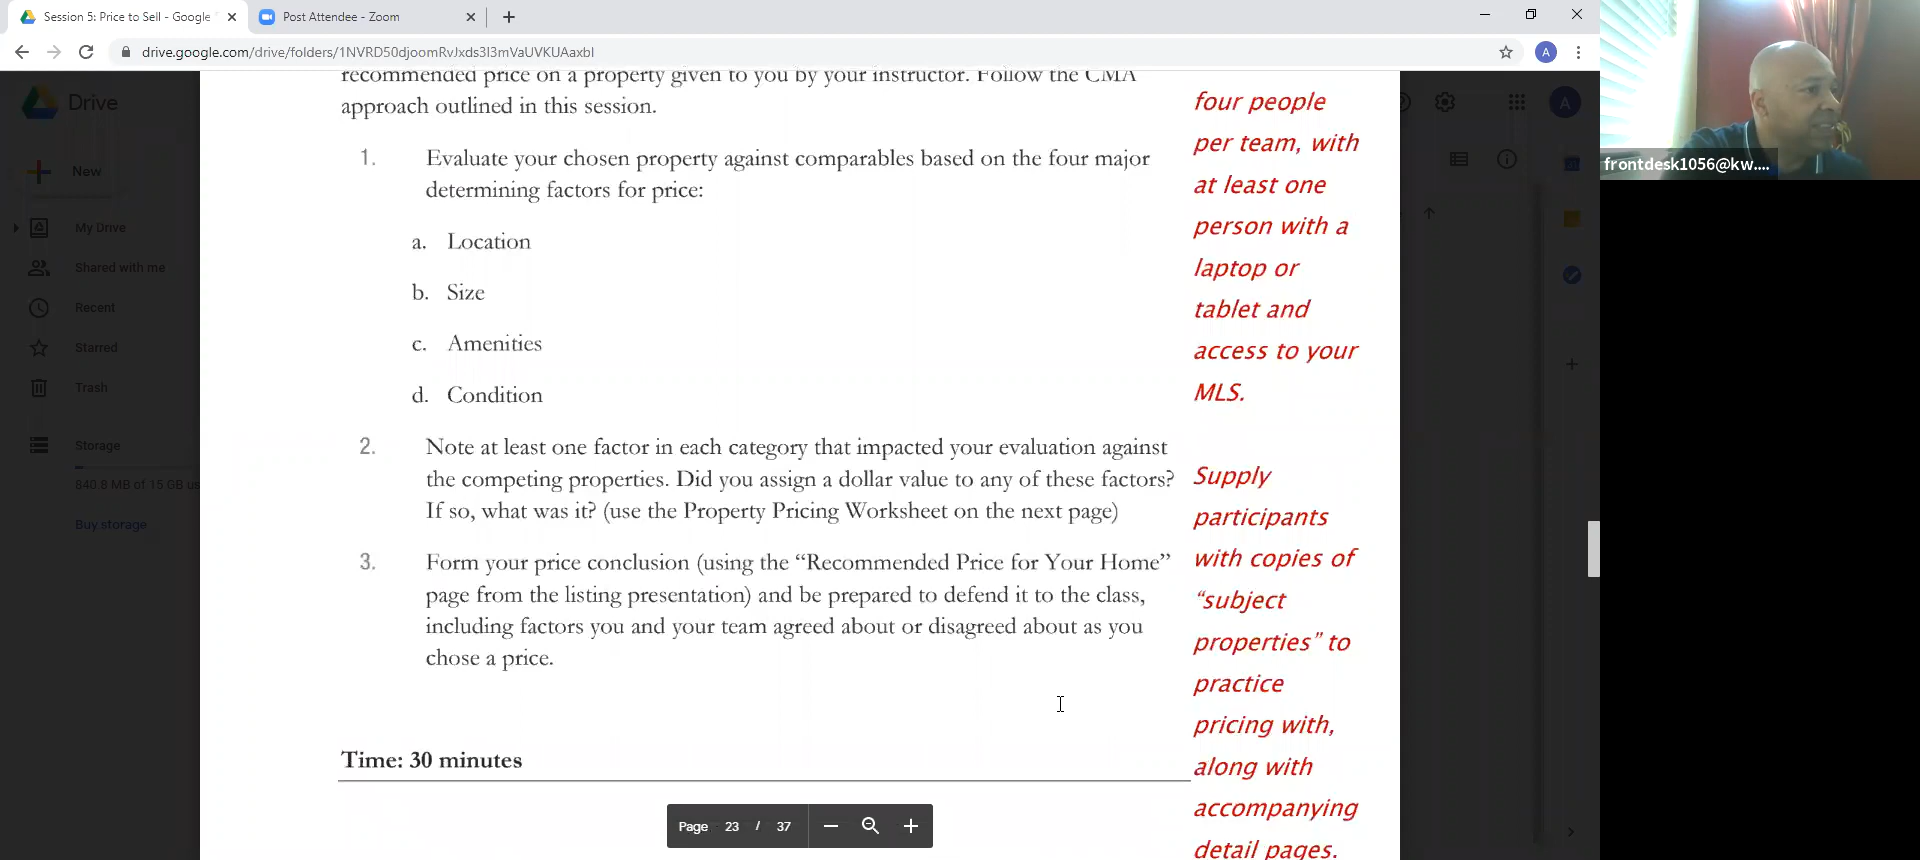 Session 5: Price to Sell - Google
Post Attendee - Zoom
drive.google.com/drive/folders/1NVRD50djoomRvJxds3I3mVaUVKUAaxbI
A
Drive
New
My Drive
Shared with me
Recent
Starred
Trash
Storage
840.8 MB of 15 GB us
Buy storage
recommended price on a property given to you by your instructor. Follow the CMA
approach outlined in this session.
1. Evaluate your chosen property against comparables based on the four major
determining factors for price:
a. Location
b. Size
c. Amenities
d. Condition
2. Note at least one factor in each category that impacted your evaluation against
the competing properties. Did you assign a dollar value to any of these factors?
If so, what was it? (use the Property Pricing Worksheet on the next page)
3. Form your price conclusion (using the “Recommended Price for Your Home”
page from the listing presentation) and be prepared to defend it to the class,
including factors you and your team agreed about or disagreed about as you
chose a price.
Time: 30 minutes
four people
per team, with
at least one
person with a
laptop or
tablet and
access to your
MLS.
Supply
participants
with copies of
“subject
properties” to
practice
pricing with,
along with
accompanying
detail pages.
Page 23 / 37
A
frontdesk1056@kw....